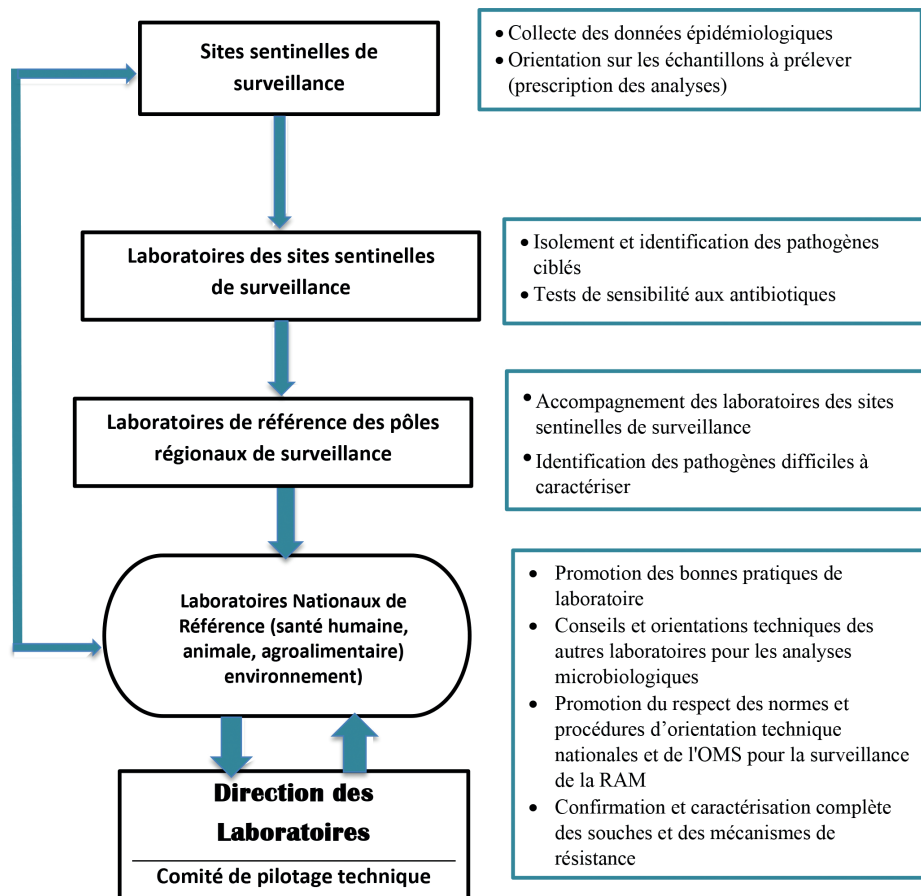 Sites sentinelles de
surveillance
• Collecte des données épidémiologiques
• Orientation sur les échantillons à prélever
(prescription des analyses)
Laboratoires des sites sentinelles
de surveillance
• Isolement et identification des pathogènes
ciblés
• Tests de sensibilité aux antibiotiques
Laboratoires de référence des pôles
régionaux de surveillance
• Accompagnement des laboratoires des sites
sentinelles de surveillance
• Identification des pathogènes difficiles à
caractériser
Laboratoires Nationaux de
Référence (santé humaine,
animale, agroalimentaire)
environnement)
• Promotion des bonnes pratiques de
laboratoire
• Conseils et orientations techniques des
autres laboratoires pour les analyses
microbiologiques
• Promotion du respect des normes et
procédures d’orientation technique
nationales et de l'OMS pour la surveillance
de la RAM
• Confirmation et caractérisation complète
des souches et des mécanismes de
résistance
Direction des
Laboratoires
Comité de pilotage technique